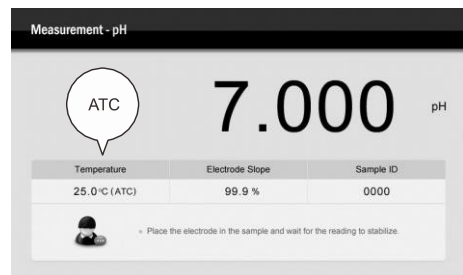 Measurement - pH
ATC
7.000 pH
Temperature Electrode Slope Sample ID
25.0 °C (ATC) 99.9 % 0000
Place the electrode in the sample and wait for the reading to stabilize.